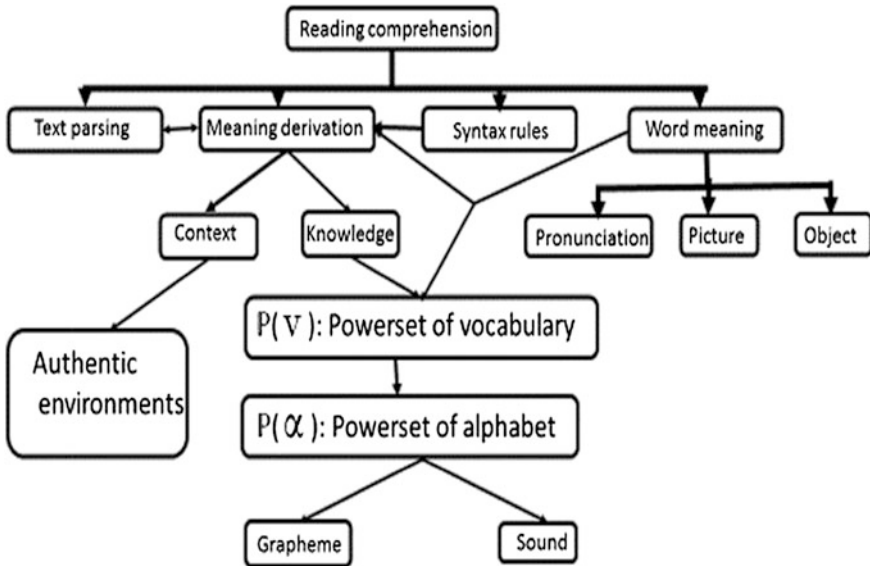 Reading comprehension
Text parsing
Meaning derivation
Syntax rules
Word meaning
Context
Knowledge
Pronunciation
Picture
Object
P(V): Powerset of vocabulary
Authentic
environments
P(α): Powerset of alphabet
Grapheme
Sound